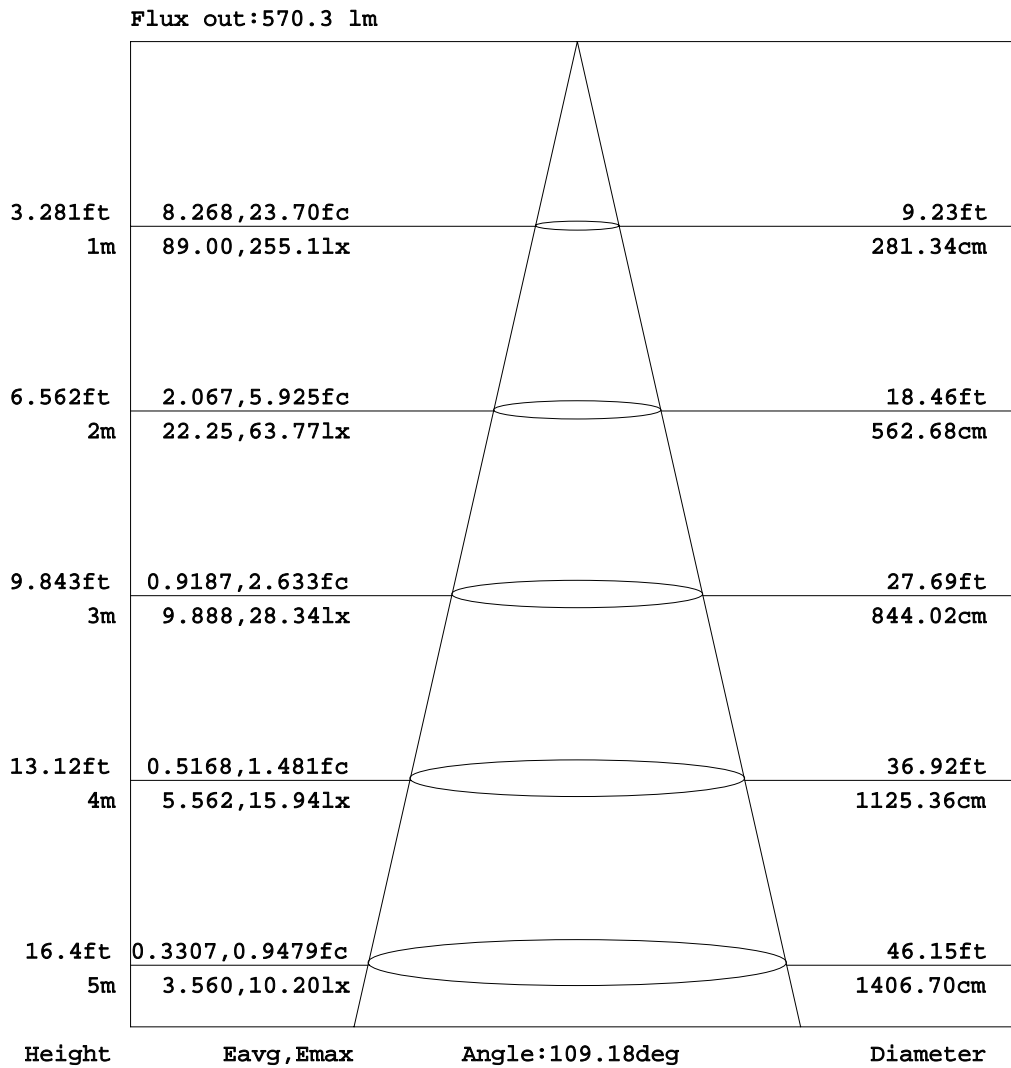 Flux out:570.3 lm
3.281ft 8.268,23.70fc 9.23ft
1m 89.00,255.1lx 281.34cm
6.562ft 2.067,5.925fc 18.46ft
2m 22.25,63.77lx 562.68cm
9.843ft 0.9187,2.633fc 27.69ft
3m 9.888,28.34lx 844.02cm
13.12ft 0.5168,1.481fc 36.92ft
4m 5.562,15.94lx 1125.36cm
16.4ft 0.3307,0.9479fc 46.15ft
5m 3.560,10.20lx 1406.70cm
Height Eavg,Emax Angle:109.18deg Diameter